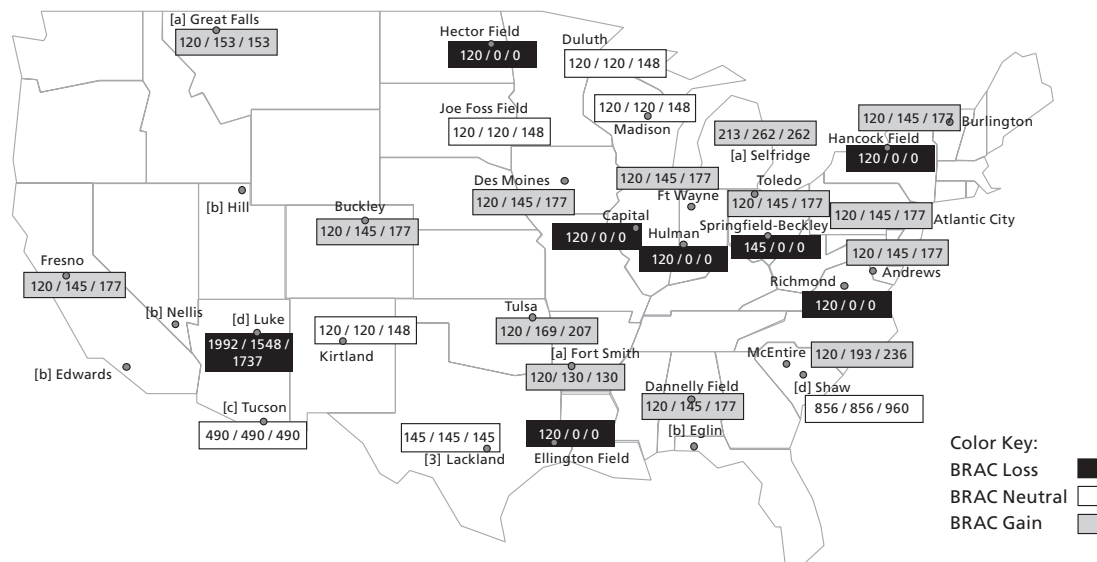 [a] Great Falls
120 / 153 / 153
Hector Field
120 / 0 / 0
Duluth
120 / 120 / 148
Joe Foss Field
120 / 120 / 148
120 / 120 / 148
Madison
213 / 262 / 262
[a] Selfridge
120 / 145 / 177
Burlington
Hancock Field
120 / 0 / 0
[b] Hill
Buckley
120 / 145 / 177
Des Moines
120 / 145 / 177
120 / 145 / 177
Ft Wayne
Toledo
120 / 145 / 177
Capital
120 / 0 / 0
Hulman
120 / 0 / 0
Springfield-Beckley
145 / 0 / 0
120 / 145 / 177
Atlantic City
120 / 145 / 177
Andrews
Richmond
120 / 0 / 0
Fresno
120 / 145 / 177
[b] Nellis
[d] Luke
1992 / 1548 /
1737
120 / 120 / 148
Kirtland
Tulsa
120 / 169 / 207
[a] Fort Smith
120/ 130 / 130
McEntire
120 / 193 / 236
[d] Shaw
856 / 856 / 960
[b] Edwards
[c] Tucson
490 / 490 / 490
145 / 145 / 145
[3] Lackland
120 / 0 / 0
Ellington Field
Dannelly Field
120 / 145 / 177
[b] Eglin
Color Key:
BRAC Loss
BRAC Neutral
BRAC Gain